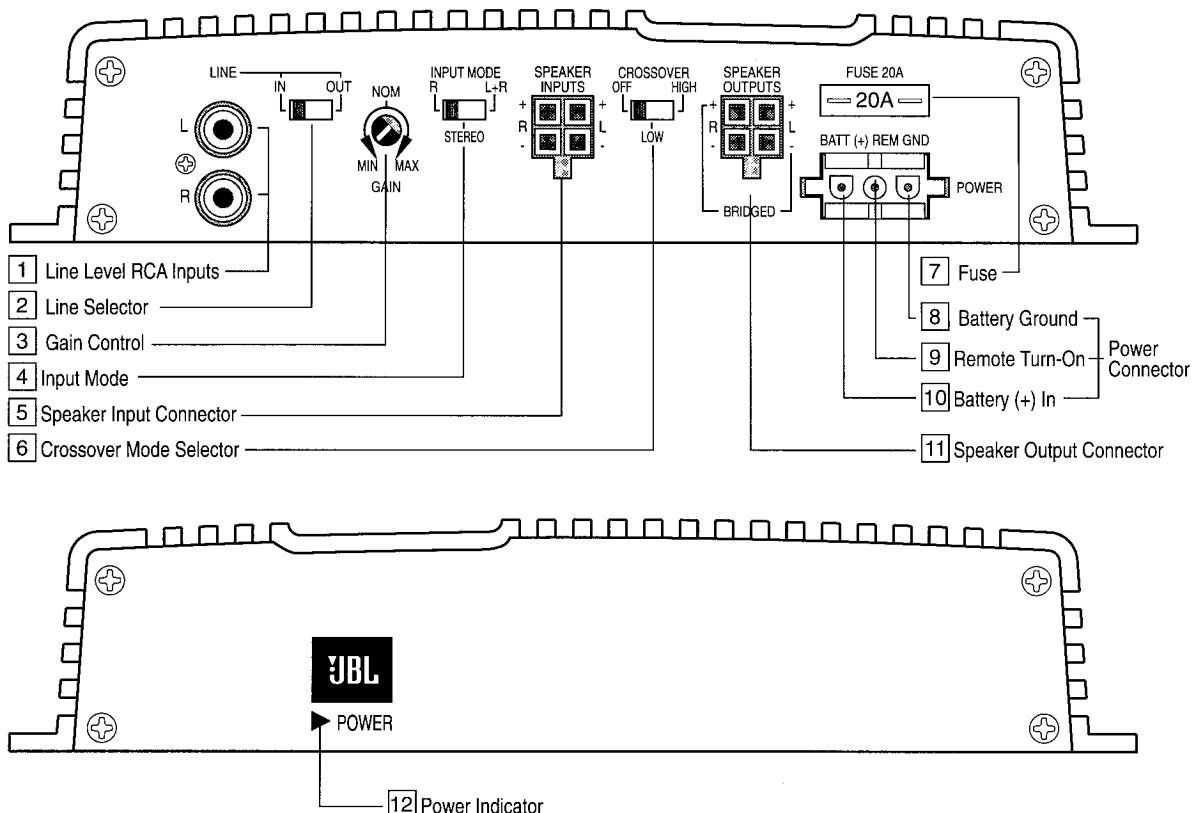 LINE
IN OUT
L
R
NOM
MIN MAX
GAIN
INPUT MODE
R L+R
STEREO
SPEAKER
INPUTS
+
R L
- -
CROSSOVER
OFF HIGH
LOW
SPEAKER
OUTPUTS
+ +
R L
- -
BRIDGED
FUSE 20A
20A
BATT (+) REM GND
POWER
1 Line Level RCA Inputs
2 Line Selector
3 Gain Control
4 Input Mode
5 Speaker Input Connector
6 Crossover Mode Selector
7 Fuse
8 Battery Ground
9 Remote Turn-On
10 Battery (+) In
Power
Connector
11 Speaker Output Connector
JBL
POWER
12 Power Indicator